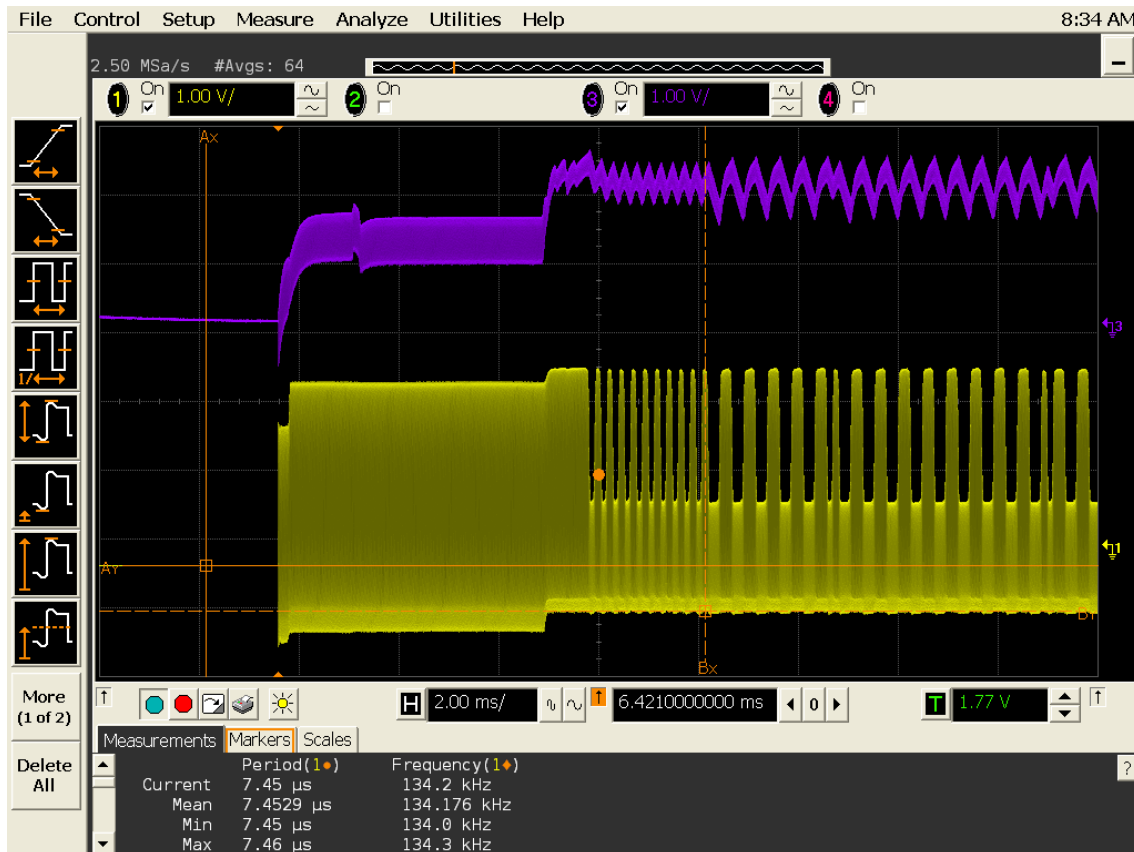 File Control Setup Measure Analyze Utilities Help 8:34 AM
2.50 MSa/s #Avgs: 64
1 On 1.00 V/ 2 On 3 On 1.00 V/ 4 On
Ax
3
1/
AY
1
BY
Bx
More
(1 of 2)
H 2.00 ms/ 6.4210000000 ms 0 T 1.77 V
Measurements Markers Scales
Delete
All
Period(1) Frequency(1) ?
Current 7.45 µs 134.2 kHz
Mean 7.4529 µs 134.176 kHz
Min 7.45 µs 134.0 kHz
Max 7.46 µs 134.3 kHz